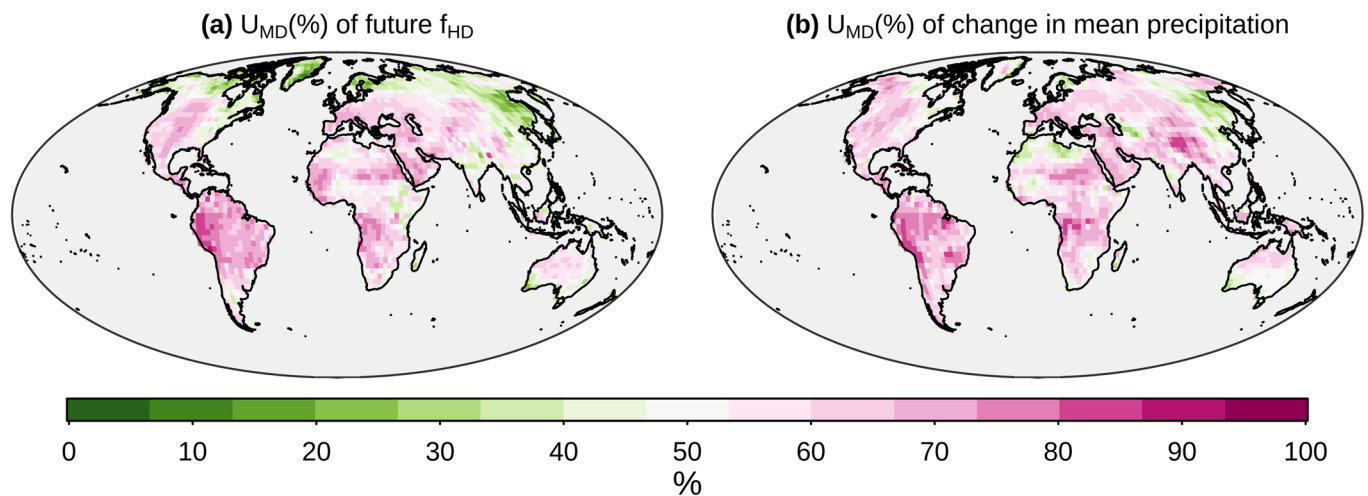 (a) U_MD(%) of future f_HD
(b) U_MD(%) of change in mean precipitation
0 10 20 30 40 50 60 70 80 90 100
%